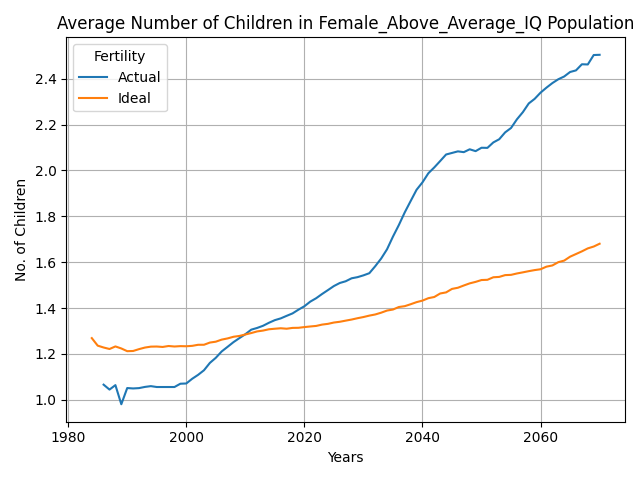 Average Number of Children in Female_Above_Average_IQ Population
Fertility
Actual
Ideal
No. of Children
2.4
2.2
2.0
1.8
1.6
1.4
1.2
1.0
1980
2000
2020
2040
2060
Years